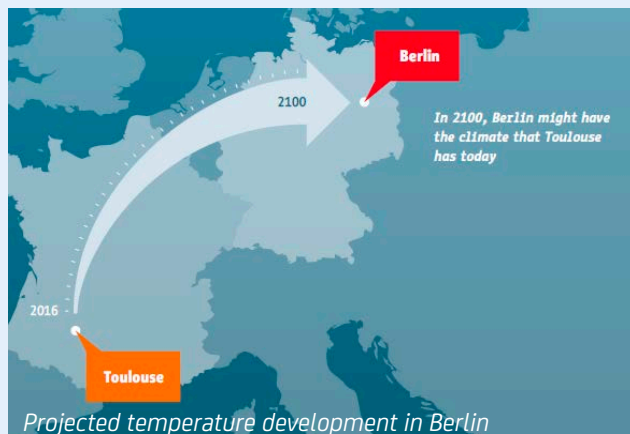 Berlin
2100
In 2100, Berlin might have
the climate that Toulouse
has today
2016
Toulouse
Projected temperature development in Berlin